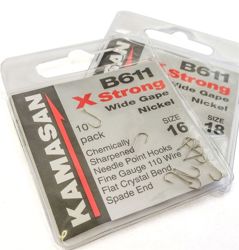 B611
X Strong
Wide Gape
Nickel
SIZE
18
KAMASAN
B611
X Strong
Wide Gape
Nickel
10
pack
SIZE
16
Chemically
Sharpened
Needle Point Hooks
Fine Gauge 110 Wire
Flat Crystal Bend
Spade End